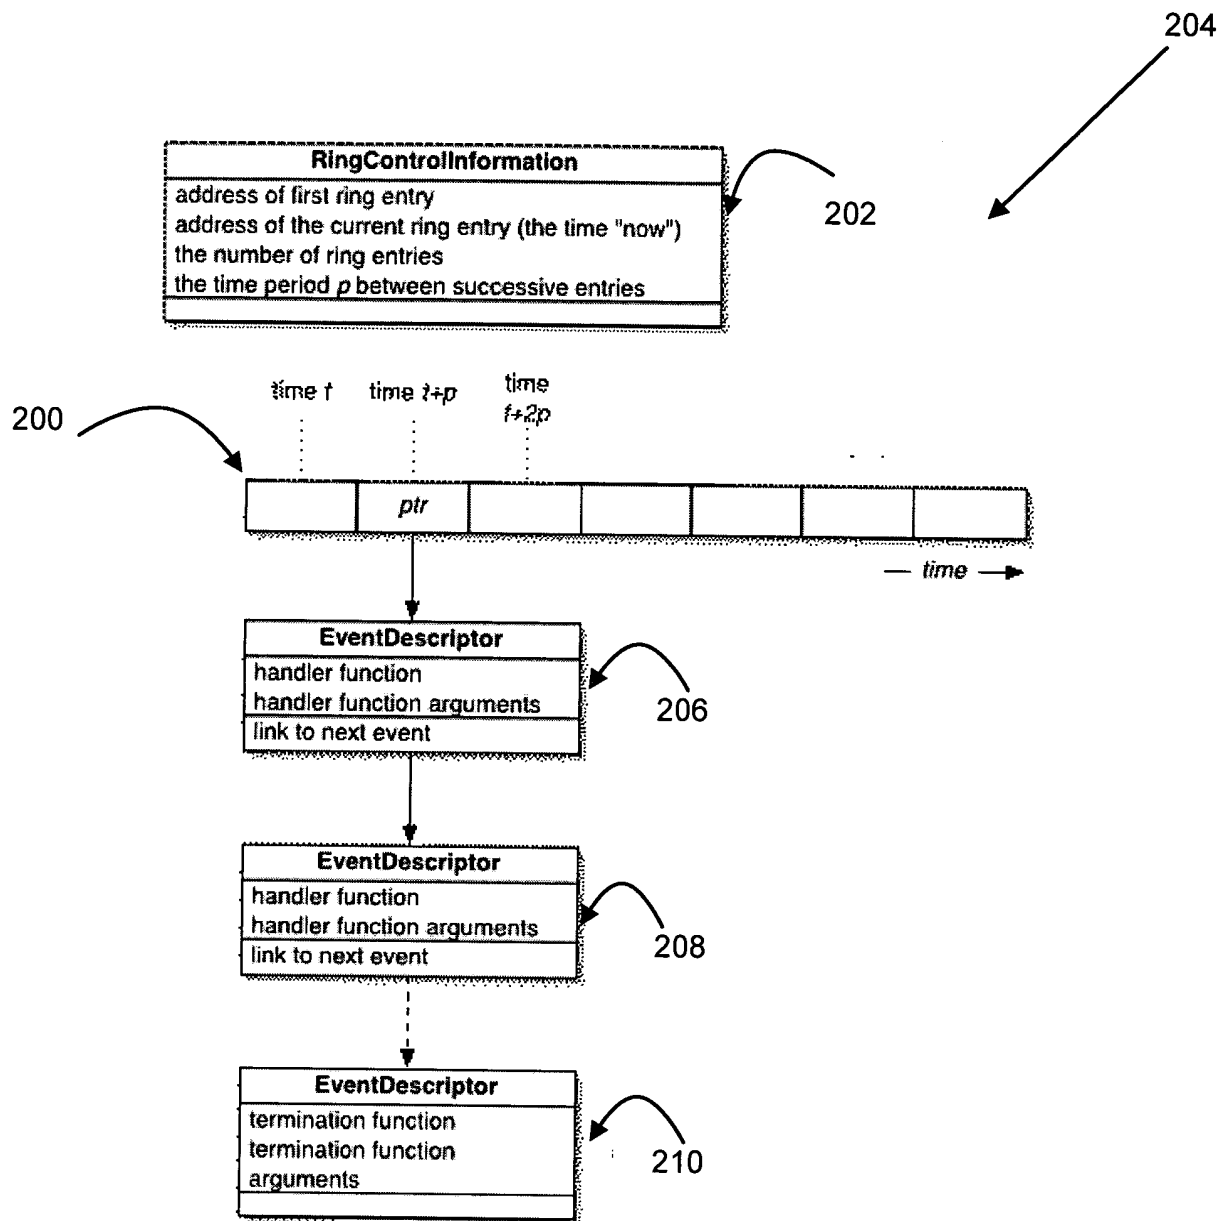 204
RingControlInformation
address of first ring entry
address of the current ring entry (the time "now")
the number of ring entries
the time period p between successive entries
202
time t
time t+p
time
t+2p
200
ptr
time
EventDescriptor
handler function
handler function arguments
link to next event
206
EventDescriptor
handler function
handler function arguments
link to next event
208
EventDescriptor
termination function
termination function
arguments
210